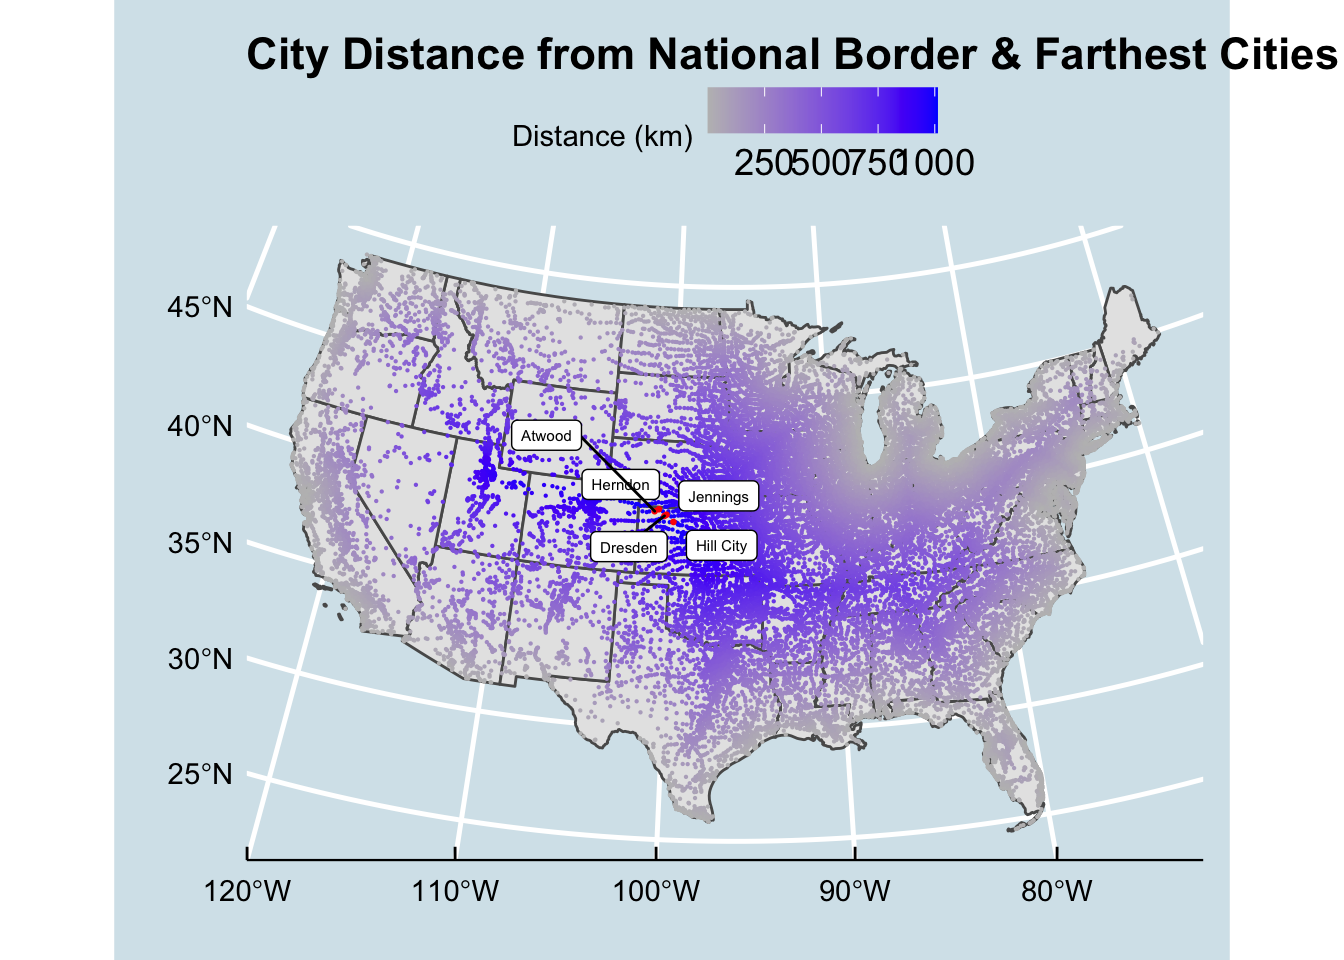 City Distance from National Border & Farthest Cities
Distance (km)
250 500 750 1000
45°N
40°N
35°N
30°N
25°N
Atwood
Herndon
Jennings
Dresden
Hill City
120°W 110°W 100°W 90°W 80°W